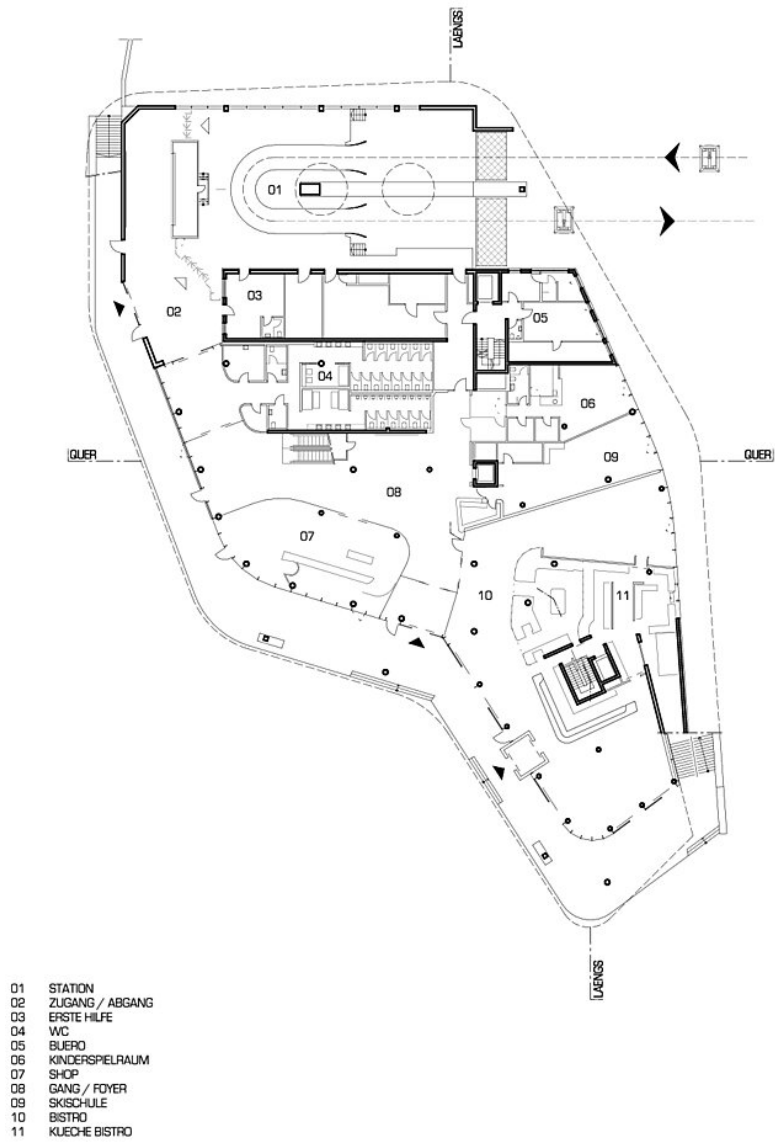 LAENGS
01
02
03
04
05
06
QUER
QUER
09
08
07
10
11
LAENGS
01 STATION
02 ZUGANG / ABGANG
03 ERSTE HILFE
04 WC
05 BUERO
06 KINDERSPIELRAUM
07 SHOP
08 GANG / FOYER
09 SKISCHULE
10 BISTRO
11 KUECHE BISTRO